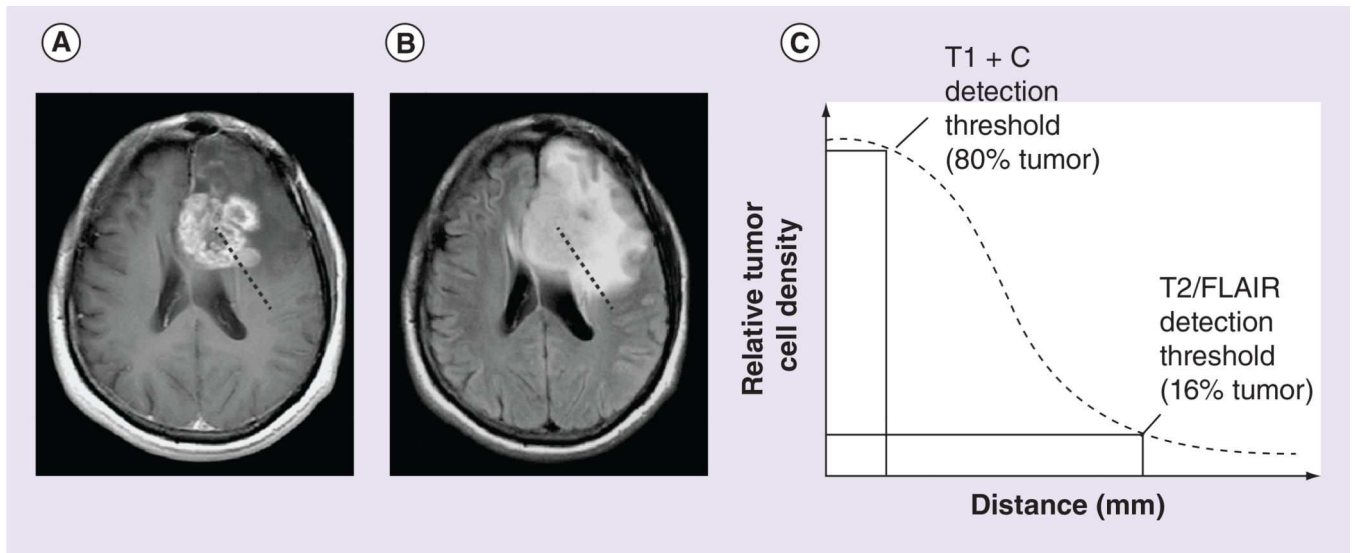 A
B
C
T1 + C
detection
threshold
(80% tumor)
Relative tumor
cell density
T2/FLAIR
detection
threshold
(16% tumor)
Distance (mm)